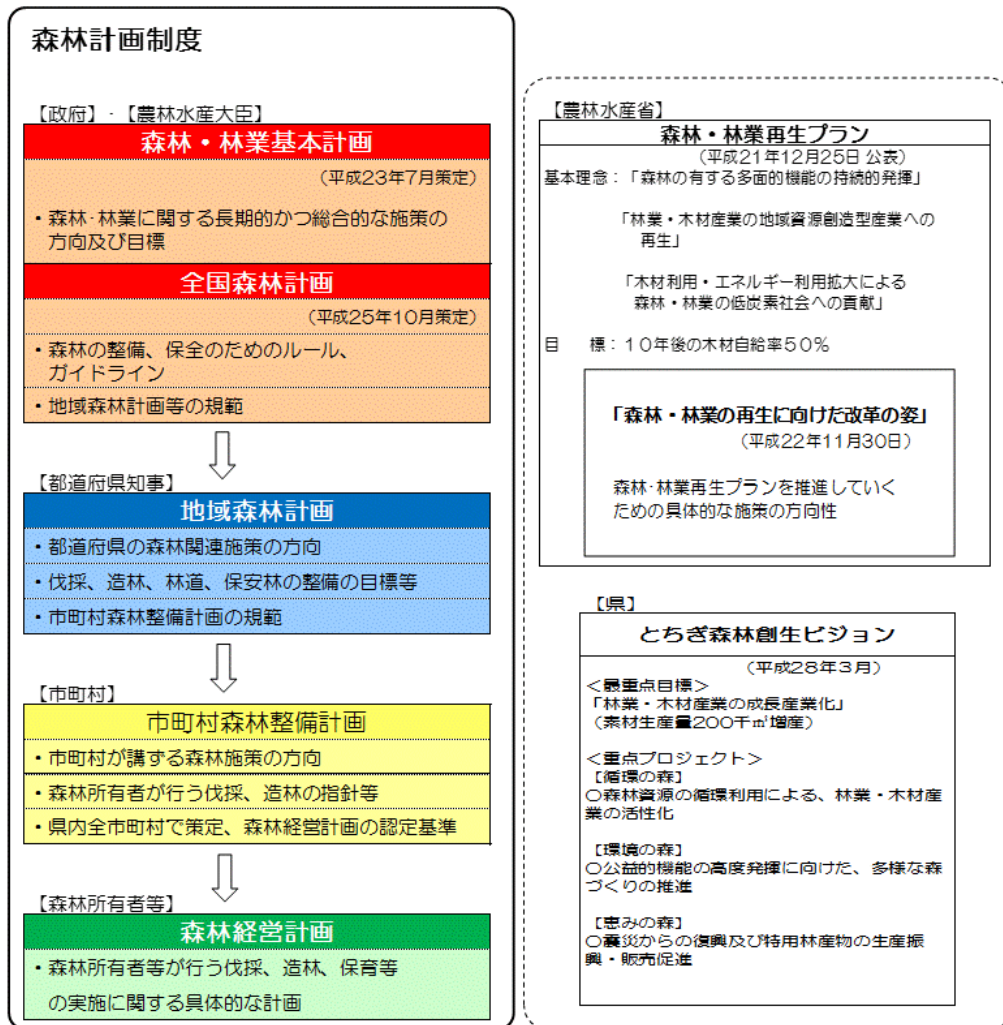 森林計画制度
【政府】・【農林水産大臣】
森林・林業基本計画
(平成23年7月策定)
・森林・林業に関する長期的かつ総合的な施策の
方向及び目標
全国森林計画
(平成25年10月策定)
・森林の整備、保全のためのルール、
ガイドライン
・地域森林計画等の規範
【都道府県知事】
地域森林計画
・都道府県の森林関連施策の方向
・伐採、造林、林道、保安林の整備の目標等
・市町村森林整備計画の規範
【市町村】
市町村森林整備計画
・市町村が講ずる森林施策の方向
・森林所有者が行う伐採、造林の指針等
・県内全市町村で策定、森林経営計画の認定基準
【森林所有者等】
森林経営計画
・森林所有者等が行う伐採、造林、保育等
の実施に関する具体的な計画
【農林水産省】
森林・林業再生プラン
(平成21年12月25日 公表)
基本理念:「森林の有する多面的機能の持続的発揮」
「林業・木材産業の地域資源創造型産業への
再生」
「木材利用・エネルギー利用拡大による
森林・林業の低炭素社会への貢献」
目 標:10年後の木材自給率50%
「森林・林業の再生に向けた改革の姿」
(平成22年11月30日)
森林・林業再生プランを推進していく
ための具体的な施策の方向性
【県】
とちぎ森林創生ビジョン
(平成28年3月)
<最重点目標>
「林業・木材産業の成長産業化」
(素材生産量200千㎥増産)
<重点プロジェクト>
【循環の森】
○森林資源の循環利用による、林業・木材産
業の活性化
【環境の森】
○公益的機能の高度発揮に向けた、多様な森
づくりの推進
【恵みの森】
○震災からの復興及び特用林産物の生産振
興・販売促進